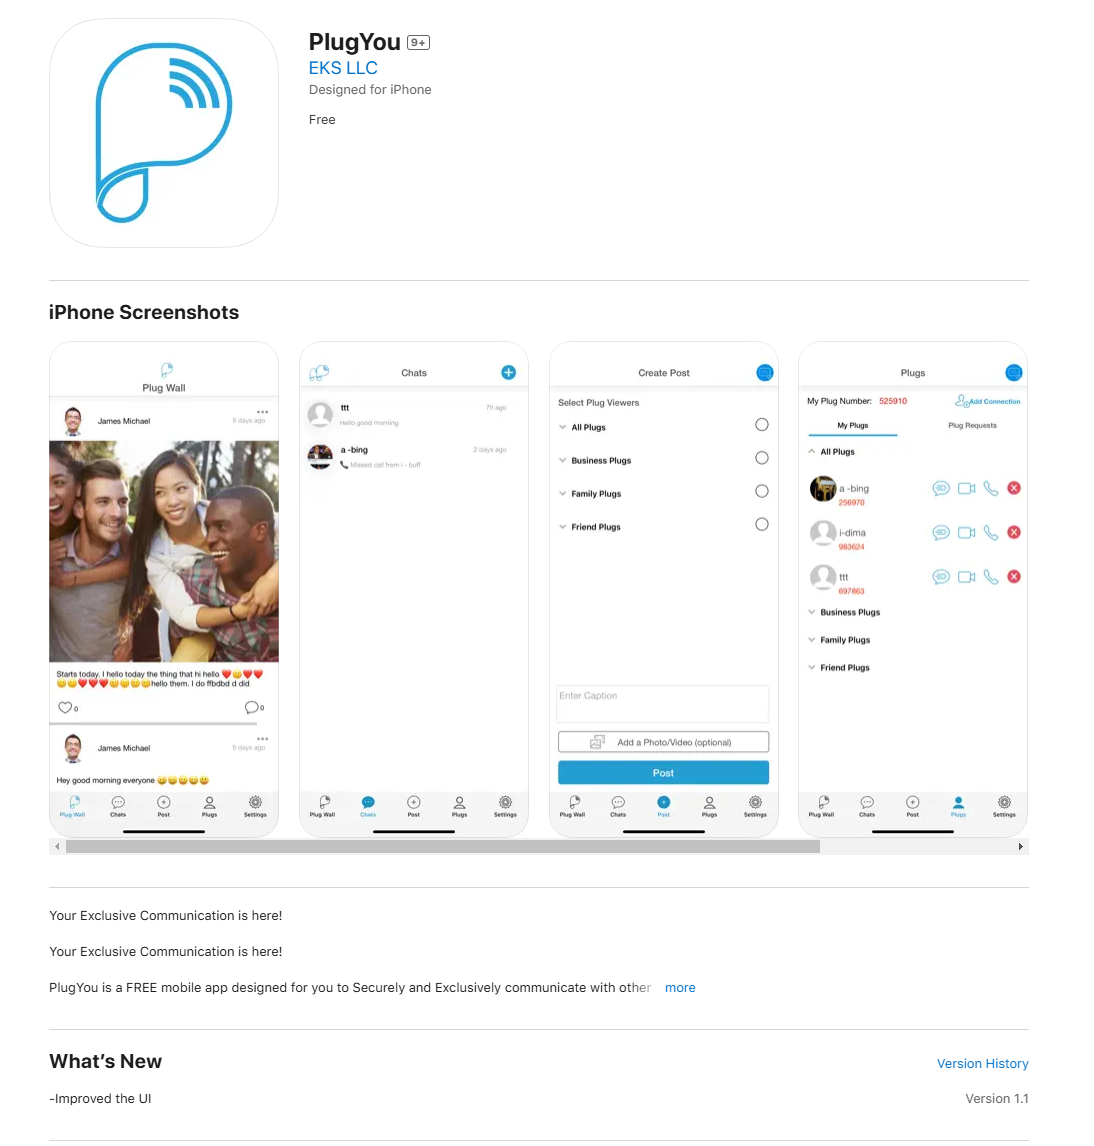 PlugYou 9+
EKS LLC
Designed for iPhone
Free
iPhone Screenshots
Plug Wall
James Michael
8 days ago
Starts today. I hello today the thing that hi hello ❤️😀❤️❤️
😀😀❤️❤️❤️😀😀😀😀hello them. I do ffbdbd d did
0
0
James Michael
9 days ago
Hey good morning everyone 😀😀😀😀😀
Plug Wall
Chats
Post
Plugs
Settings
Chats
ttt
7h ago
Hello good morning
a -bing
2 days ago
Missed call from i - buff
Plug Wall
Chats
Post
Plugs
Settings
Create Post
Select Plug Viewers
All Plugs
Business Plugs
Family Plugs
Friend Plugs
Enter Caption
Add a Photo/Video (optional)
Post
Plug Wall
Chats
Post
Plugs
Settings
Plugs
My Plug Number: 525910
Add Connection
My Plugs
Plug Requests
All Plugs
a -bing
256970
i-dima
983624
ttt
697863
Business Plugs
Family Plugs
Friend Plugs
Plug Wall
Chats
Post
Plugs
Settings
Your Exclusive Communication is here!
Your Exclusive Communication is here!
PlugYou is a FREE mobile app designed for you to Securely and Exclusively communicate with other more
What's New
Version History
-Improved the UI
Version 1.1